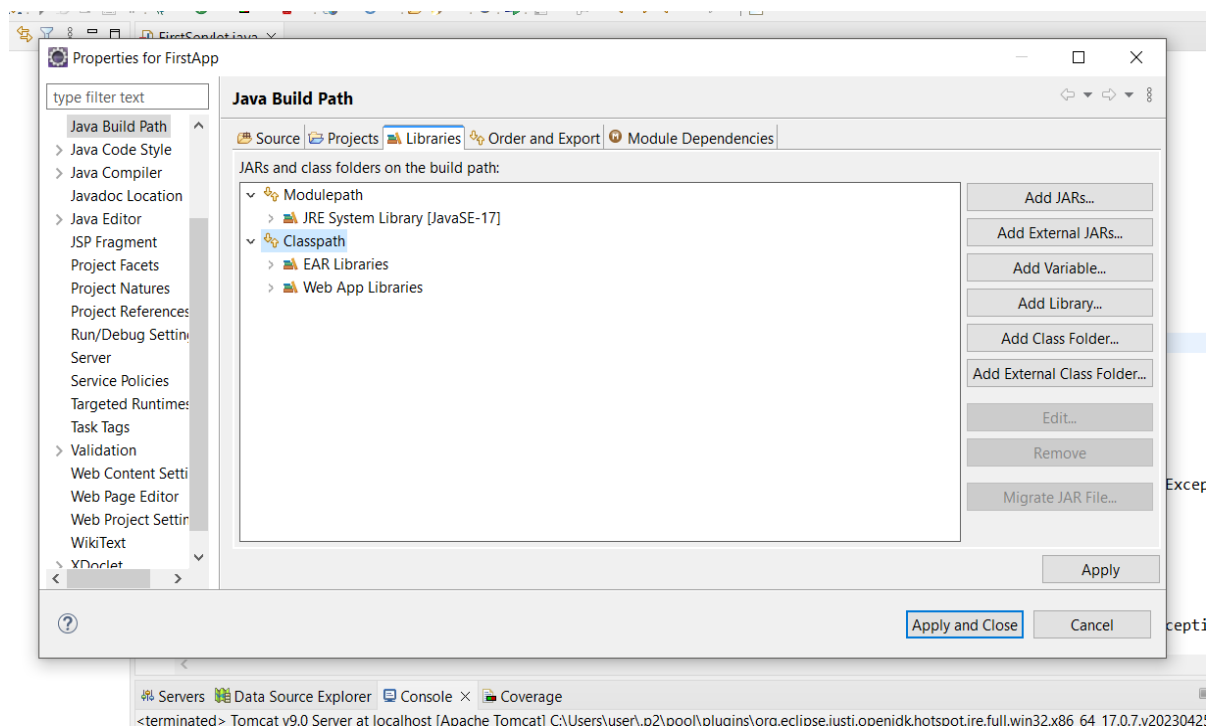 FirstServlet.java
Properties for FirstApp
type filter text
Java Build Path
Java Code Style
Java Compiler
Javadoc Location
Java Editor
JSP Fragment
Project Facets
Project Natures
Project References
Run/Debug Settin
Server
Service Policies
Targeted Runtimes
Task Tags
Validation
Web Content Setti
Web Page Editor
Web Project Settin
WikiText
XDoclet
Java Build Path
Source Projects Libraries Order and Export Module Dependencies
JARs and class folders on the build path:
Modulepath
JRE System Library [JavaSE-17]
Classpath
EAR Libraries
Web App Libraries
Add JARs...
Add External JARs...
Add Variable...
Add Library...
Add Class Folder...
Add External Class Folder...
Edit...
Remove
Migrate JAR File...
Apply
Apply and Close Cancel
Excep
cepti
Servers Data Source Explorer Console Coverage
<terminated> Tomcat v9.0 Server at localhost [Apache Tomcat] C:\Users\user\.p2\pool\plugins\org.eclipse.justj.openjdk.hotspot.jre.full.win32.x86_64_17.0.7.v20230425